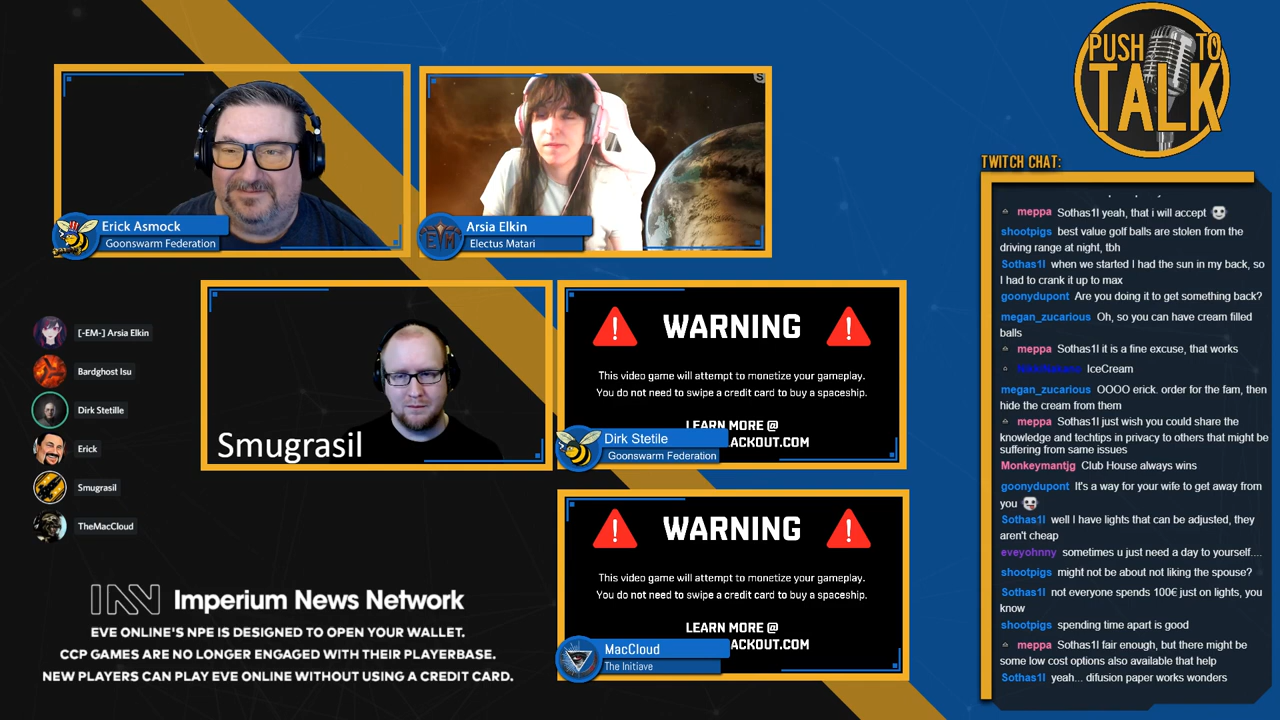 PUSH TO
TALK
Erick Asmock
Goonswarm Federation
EM
Arsia Elkin
Electus Matari
Smugrasil
WARNING
This video game will attempt to monetize your gameplay.
You do not need to swipe a credit card to buy a spaceship.
LEARN MORE @
ACKOUT.COM
Dirk Stetile
Goonswarm Federation
WARNING
This video game will attempt to monetize your gameplay.
You do not need to swipe a credit card to buy a spaceship.
LEARN MORE @
ACKOUT.COM
MacCloud
The Initiave
[-EM-] Arsia Elkin
Bardghost Isu
Dirk Stetille
Erick
Smugrasil
TheMacCloud
INN Imperium News Network
EVE ONLINE'S NPE IS DESIGNED TO OPEN YOUR WALLET.
CCP GAMES ARE NO LONGER ENGAGED WITH THEIR PLAYERBASE.
NEW PLAYERS CAN PLAY EVE ONLINE WITHOUT USING A CREDIT CARD.
TWITCH CHAT:
meppa Sothas1l yeah, that i will accept
shootpigs best value golf balls are stolen from the
driving range at night, tbh
Sothas1l when we started I had the sun in my back, so
I had to crank it up to max
goonydupont Are you doing it to get something back?
megan_zucarious Oh, so you can have cream filled
balls
meppa Sothas1l it is a fine excuse, that works
IceCream
megan_zucarious OOOO erick. order for the fam, then
hide the cream from them
meppa Sothas1l just wish you could share the
knowledge and techtips in privacy to others that might be
suffering from same issues
Monkeymantjg Club House always wins
goonydupont It's a way for your wife to get away from
you
Sothas1l well I have lights that can be adjusted, they
aren't cheap
eveyohnny sometimes u just need a day to yourself....
shootpigs might not be about not liking the spouse?
Sothas1l not everyone spends 100€ just on lights, you
know
shootpigs spending time apart is good
meppa Sothas1l fair enough, but there might be
some low cost options also available that help
Sothas1l yeah... difusion paper works wonders